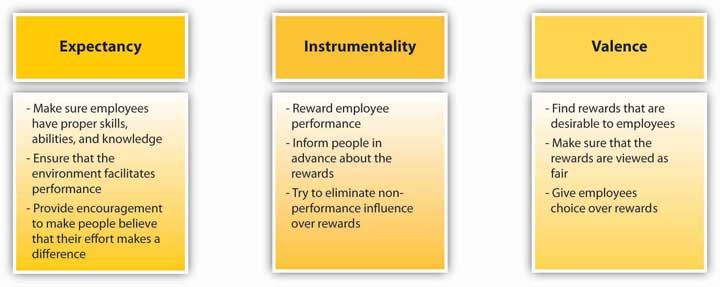 Expectancy
- Make sure employees
have proper skills,
abilities, and knowledge
- Ensure that the
environment facilitates
performance
- Provide encouragement
to make people believe
that their effort makes a
difference
Instrumentality
- Reward employee
performance
- Inform people in
advance about the
rewards
- Try to eliminate non-
performance influence
over rewards
Valence
- Find rewards that are
desirable to employees
- Make sure that the
rewards are viewed as
fair
- Give employees
choice over rewards